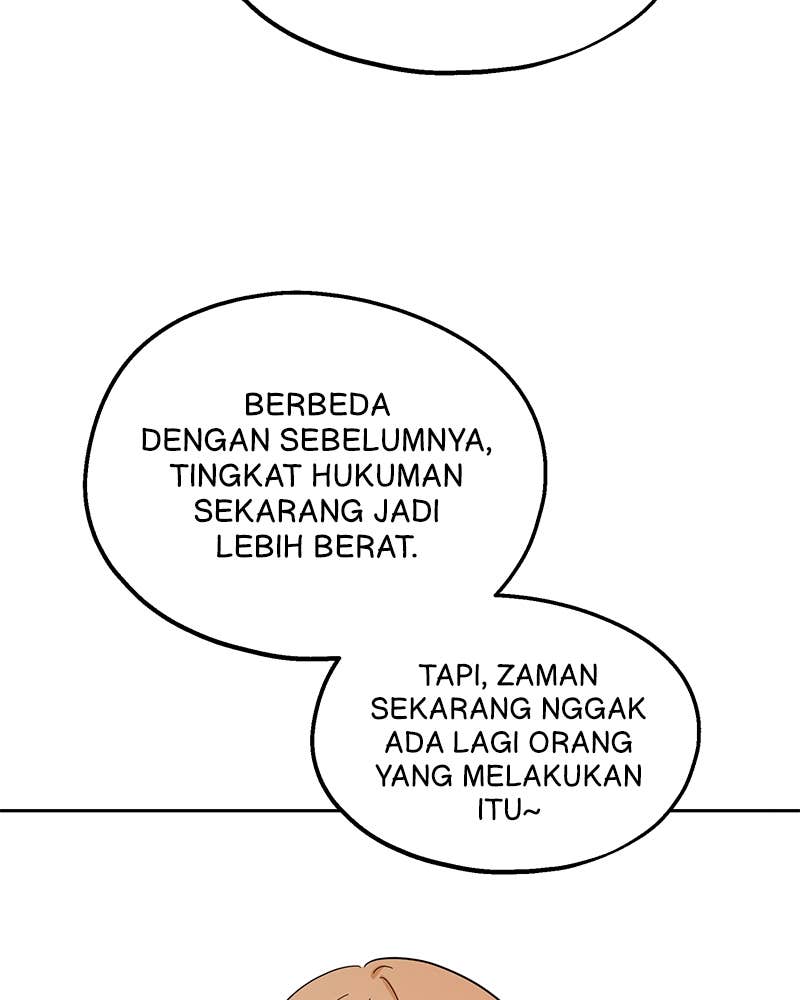 BERBEDA
DENGAN SEBELUMNYA,
TINGKAT HUKUMAN
SEKARANG JADI
LEBIH BERAT.
TAPI, ZAMAN
SEKARANG NGGAK
ADA LAGI ORANG
YANG MELAKUKAN
ITU~